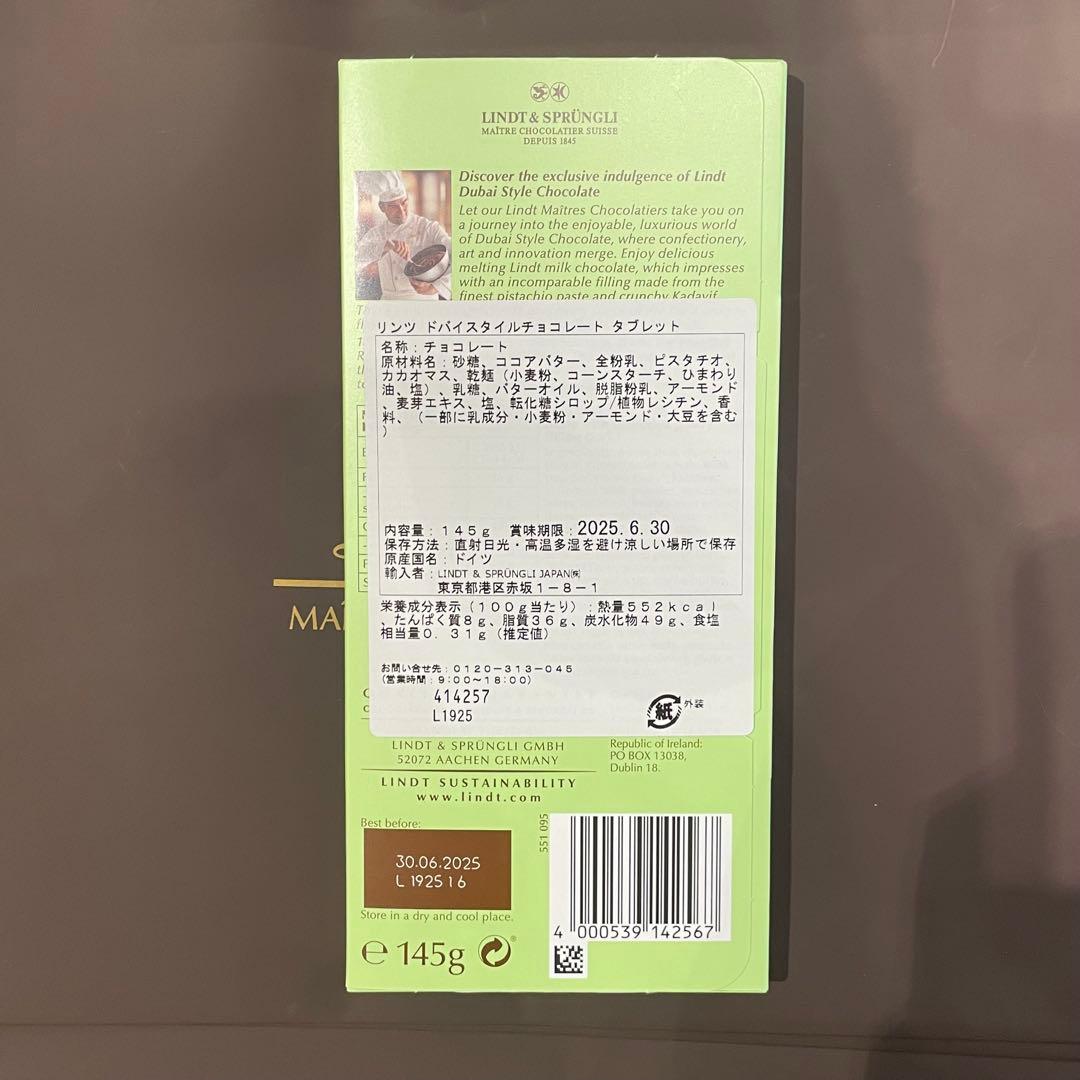 LINDT & SPRÜNGLI
MAÎTRE CHOCOLATIER SUISSE
DEPUIS 1845
Discover the exclusive indulgence of Lindt
Dubai Style Chocolate
Let our Lindt Maîtres Chocolatiers take you on
a journey into the enjoyable, luxurious world
of Dubai Style Chocolate, where confectionery,
art and innovation merge. Enjoy delicious
melting Lindt milk chocolate, which impresses
with an incomparable filling made from the
finest pistachio paste and crunchy Kadayif
リンツ ドバイスタイルチョコレート タブレット
名称:チョコレート
原材料名:砂糖、ココアバター、全粉乳、ピスタチオ、
カカオマス、乾麺(小麦粉、コーンスターチ、ひまわり
油、塩)、乳糖、バターオイル、脱脂粉乳、アーモンド
、麦芽エキス、塩、転化糖シロップ/植物レシチン、香
料、(一部に乳成分・小麦粉・アーモンド・大豆を含む
)
内容量:145g 賞味期限:2025.6.30
保存方法:直射日光・高温多湿を避け涼しい場所で保存
原産国名:ドイツ
輸入者:LINDT & SPRÜNGLI JAPAN㈱
東京都港区赤坂1-8-1
栄養成分表示(100g当たり):熱量552kcal
、たんぱく質8g、脂質36g、炭水化物49g、食塩
相当量0.31g(推定値)
お問い合せ先:0120-313-045
(営業時間:9:00~18:00)
414257
L1925
紙 外装
MAÎ
LINDT & SPRÜNGLI GMBH
52072 AACHEN GERMANY
Republic of Ireland:
PO BOX 13038,
Dublin 18.
LINDT SUSTAINABILITY
www.lindt.com
Best before:
30.06.2025
L 1925 16
Store in a dry and cool place.
551 095
4 000539 142567
℮ 145g